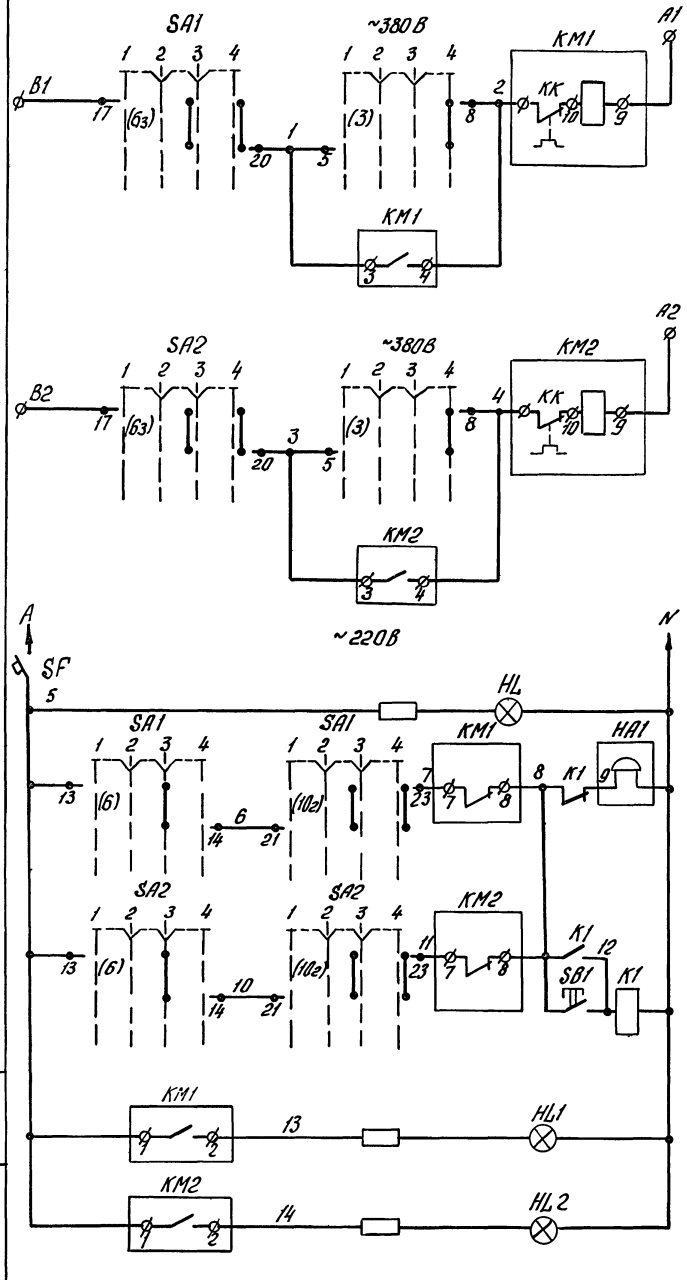 SA1 ~380В A1
1 2 3 4 1 2 3 4 KM1
B1 17 (6з) (3) 8 2 KK 10 9
20 1 5
KM1
3 4
A2
SA2 ~380В KM2
1 2 3 4 1 2 3 4
B2 17 (6з) (3) 8 4 KK 10 9
20 3 5
KM2
3 4
A ~220В N
SF
5 HL
SA1 SA1 KM1 HA1
1 2 3 4 1 2 3 4
13 (6) (10г) 7 23 7 8 8 K1 9
14 6 21
SA2 SA2 KM2
1 2 3 4 1 2 3 4
13 (6) (10г) 11 23 7 8 K1 12
14 10 21 SB1 K1
KM1 13 HL1
1 2
KM2 14 HL2
1 2